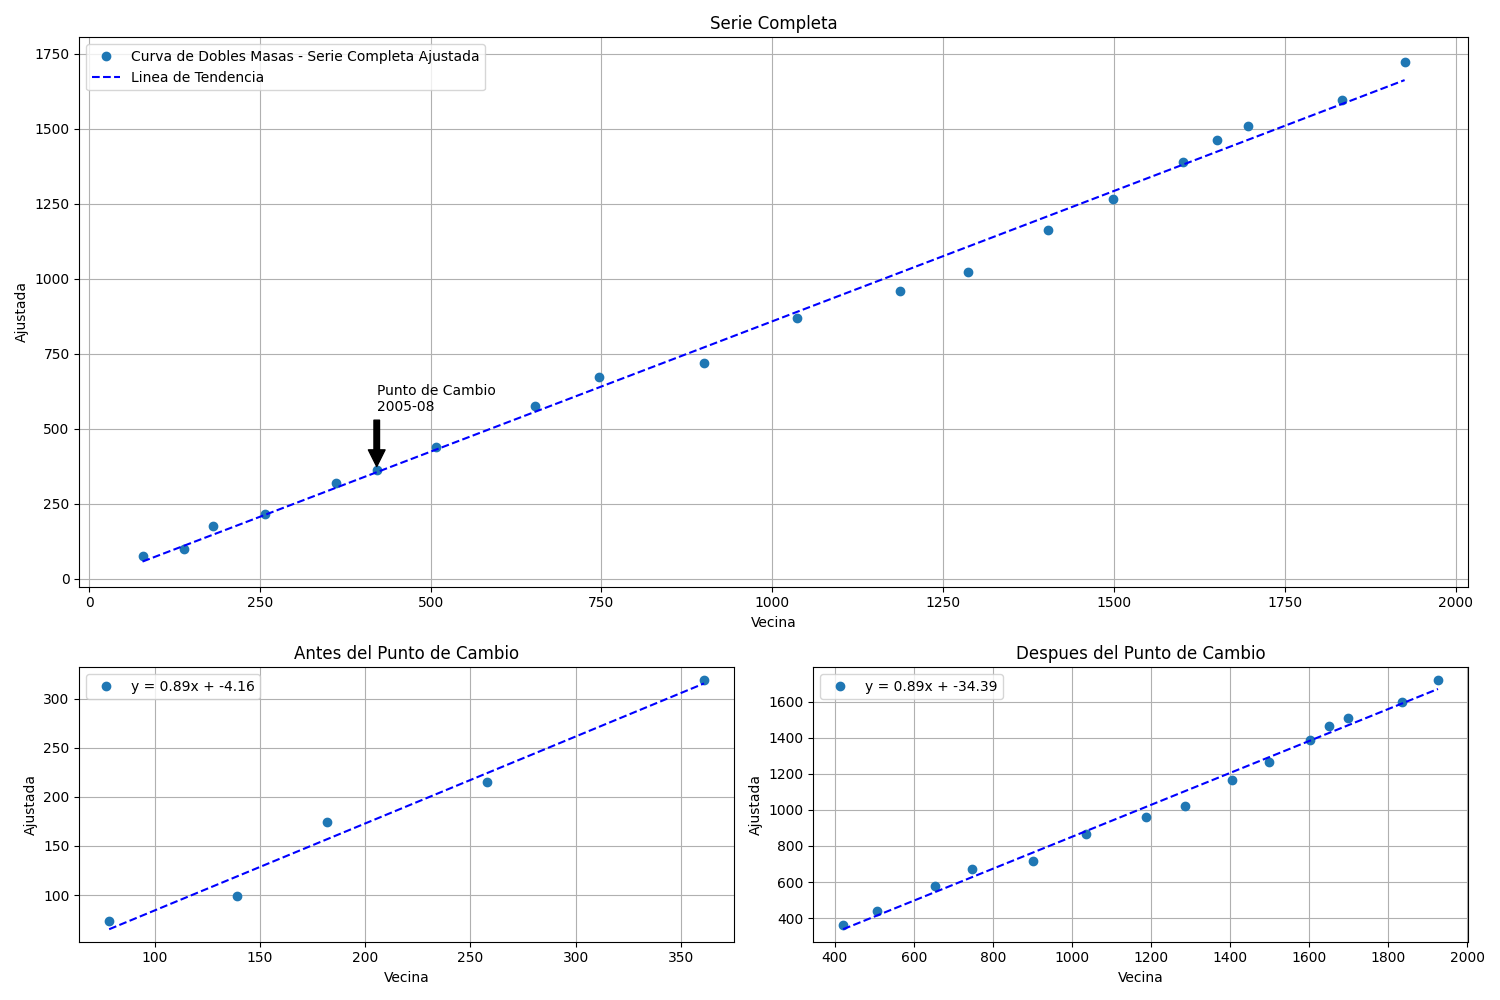 Serie Completa
Curva de Dobles Masas - Serie Completa Ajustada
Linea de Tendencia
1750
1500
1250
1000
750
500
250
0
Ajustada
Punto de Cambio
2005-08
0 250 500 750 1000 1250 1500 1750 2000
Vecina
Antes del Punto de Cambio
y = 0.89x + -4.16
300
250
200
150
100
Ajustada
100 150 200 250 300 350
Vecina
Despues del Punto de Cambio
y = 0.89x + -34.39
1600
1400
1200
1000
800
600
400
Ajustada
400 600 800 1000 1200 1400 1600 1800 2000
Vecina